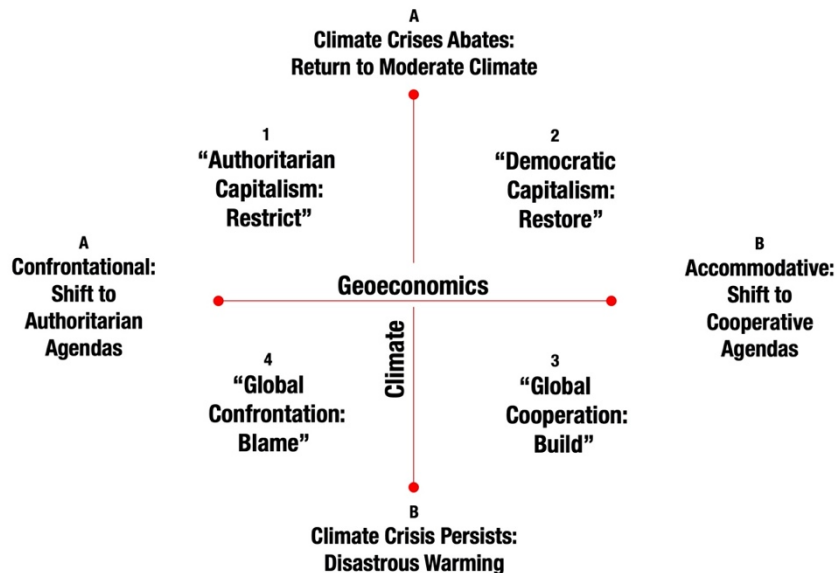 A
Climate Crises Abates:
Return to Moderate Climate
1
“Authoritarian
Capitalism:
Restrict”
2
“Democratic
Capitalism:
Restore”
A
Confrontational:
Shift to
Authoritarian
Agendas
Geoeconomics
B
Accommodative:
Shift to
Cooperative
Agendas
Climate
4
“Global
Confrontation:
Blame”
3
“Global
Cooperation:
Build”
B
Climate Crisis Persists:
Disastrous Warming